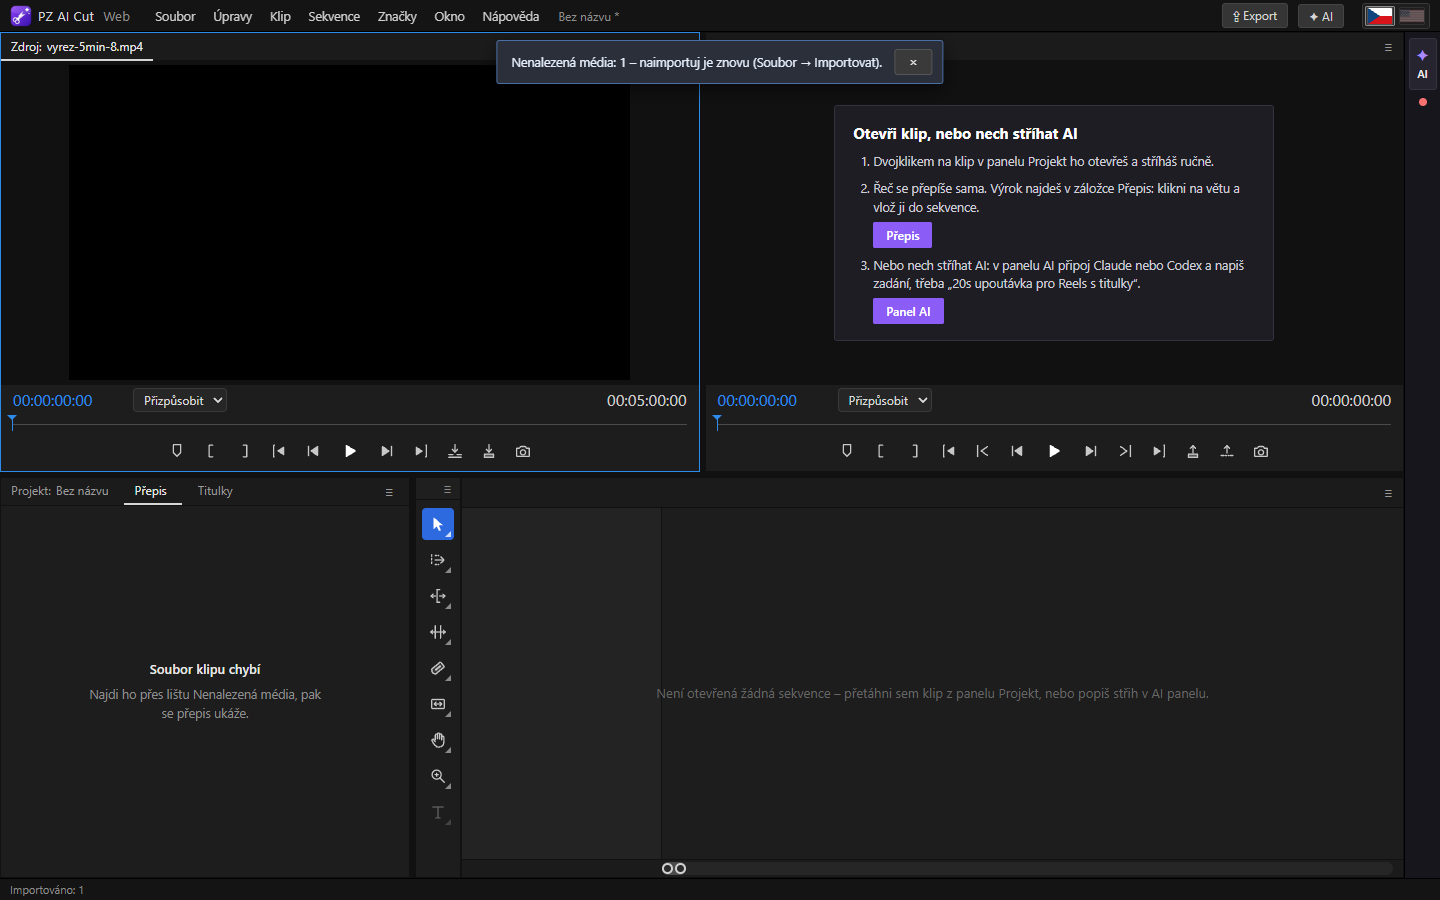 PZ AI Cut Web Soubor Úpravy Klip Sekvence Značky Okno Nápověda Bez názvu * Export AI
Zdroj: vyrez-5min-8.mp4
Nenalezená média: 1 – naimportuj je znovu (Soubor → Importovat). ×
AI
Otevři klip, nebo nech stříhat AI
1. Dvojklikem na klip v panelu Projekt ho otevřeš a stříháš ručně.
2. Řeč se přepíše sama. Výrok najdeš v záložce Přepis: klikni na větu a
vlož ji do sekvence.
Přepis
3. Nebo nech stříhat AI: v panelu AI připoj Claude nebo Codex a napiš
zadání, třeba „20s upoutávka pro Reels s titulky“.
Panel AI
00:00:00:00 Přizpůsobit 00:05:00:00
00:00:00:00 Přizpůsobit 00:00:00:00
Projekt: Bez názvu Přepis Titulky
Soubor klipu chybí
Najdi ho přes lištu Nenalezená média, pak
se přepis ukáže.
Není otevřená žádná sekvence – přetáhni sem klip z panelu Projekt, nebo popiš střih v AI panelu.
Importováno: 1